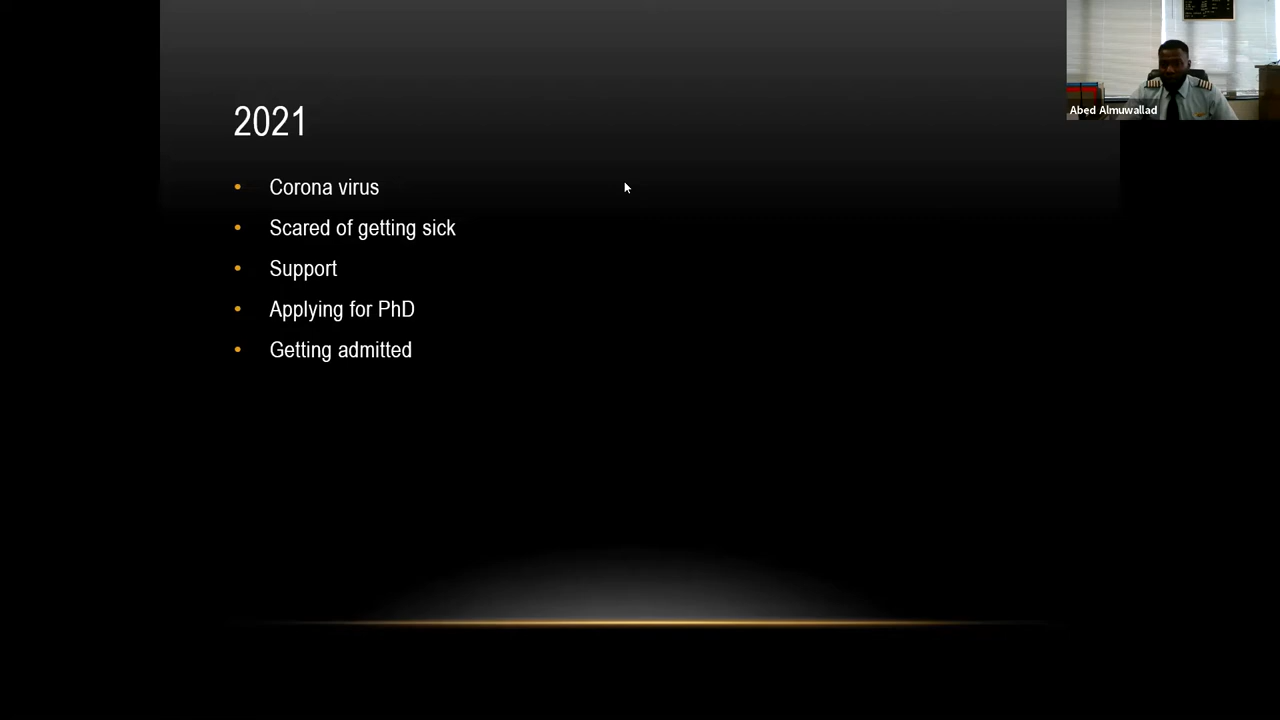 2021
Corona virus
Scared of getting sick
Support
Applying for PhD
Getting admitted
Abed Almuwallad